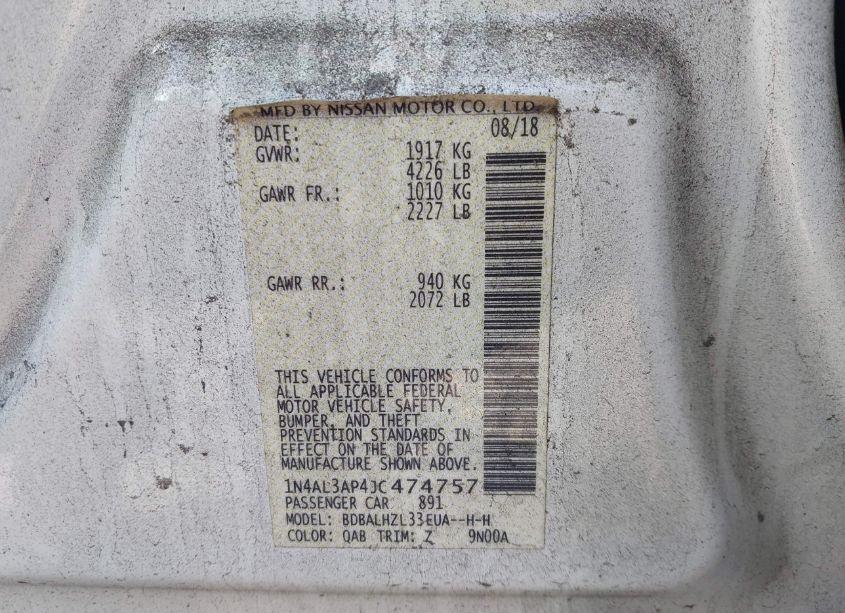 MFD BY NISSAN MOTOR CO., LTD.
DATE: 08/18
GVWR: 1917 KG
4226 LB
GAWR FR.: 1010 KG
2227 LB
GAWR RR.: 940 KG
2072 LB
THIS VEHICLE CONFORMS TO
ALL APPLICABLE FEDERAL
MOTOR VEHICLE SAFETY,
BUMPER, AND THEFT
PREVENTION STANDARDS IN
EFFECT ON THE DATE OF
MANUFACTURE SHOWN ABOVE.
1N4AL3AP4JC474757
PASSENGER CAR 891
MODEL: BDBALHZL33EUA--H-H
COLOR: QAB TRIM: Z 9N00A